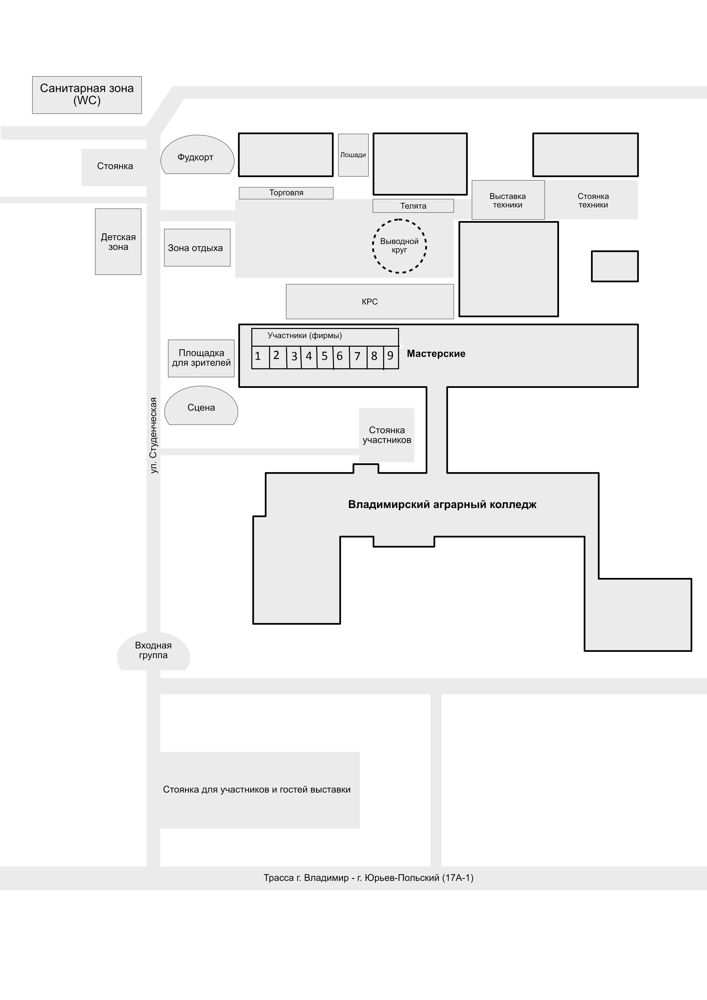 Санитарная зона
(WC)
Фудкорт
Лошади
Стоянка
Торговля
Телята
Выставка
техники
Стоянка
техники
Детская
зона
Зона отдыха
Выводной
круг
КРС
Участники (фирмы)
1 2 3 4 5 6 7 8 9
Мастерские
Площадка
для зрителей
Сцена
ул. Студенческая
Стоянка
участников
Владимирский аграрный колледж
Входная
группа
Стоянка для участников и гостей выставки
Трасса г. Владимир - г. Юрьев-Польский (17А-1)